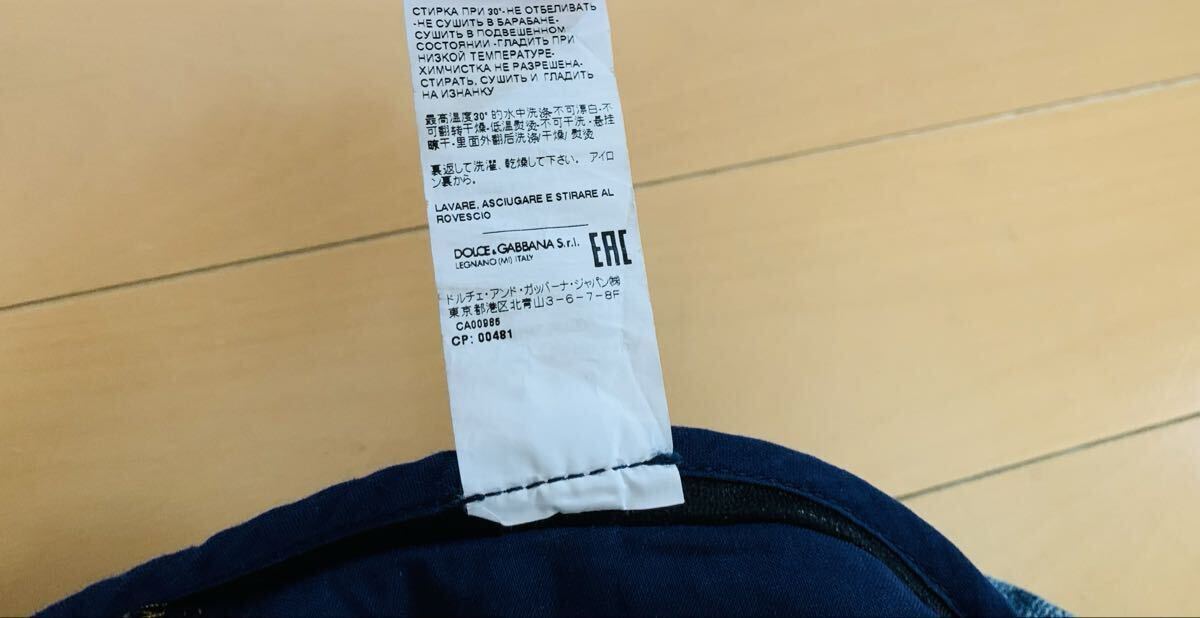 СТИРКА ПРИ 30°-НЕ ОТБЕЛИВАТЬ
-НЕ СУШИТЬ В БАРАБАНЕ-
СУШИТЬ В ПОДВЕШЕННОМ
СОСТОЯНИИ-ГЛАДИТЬ ПРИ
НИЗКОЙ ТЕМПЕРАТУРЕ-
ХИМЧИСТКА НЕ РАЗРЕШЕНА-
СТИРАТЬ, СУШИТЬ И ГЛАДИТЬ
НА ИЗНАНКУ
最高温度30°的水中洗涤-不可漂白-不
可翻转干燥-低温熨烫-不可干洗-悬挂
晾干-里面外翻后洗涤/干燥/熨烫
裏返して洗濯、乾燥して下さい。アイロ
ン裏から。
LAVARE, ASCIUGARE E STIRARE AL
ROVESCIO
DOLCE&GABBANA S.r.l.
LEGNANO (MI) ITALY
EAC
ドルチェ・アンド・ガッバーナ・ジャパン㈱
東京都港区北青山3-6-7-8F
CA00986
CP: 00481